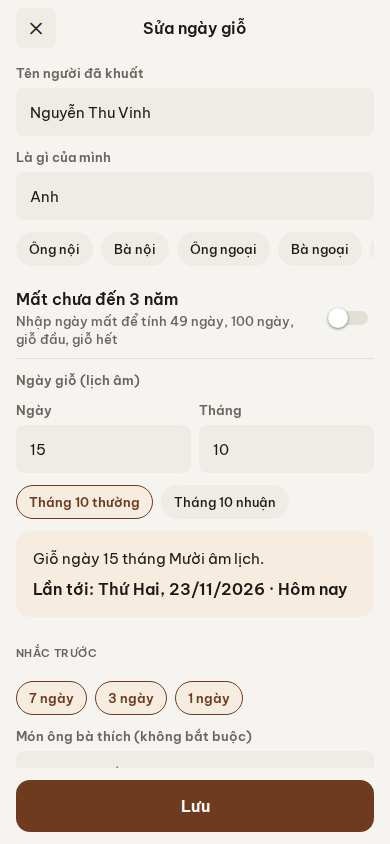 Sửa ngày giỗ
Tên người đã khuất
Nguyễn Thu Vinh
Là gì của mình
Anh
Ông nội
Bà nội
Ông ngoại
Bà ngoại
Mất chưa đến 3 năm
Nhập ngày mất để tính 49 ngày, 100 ngày,
giỗ đầu, giỗ hết
Ngày giỗ (lịch âm)
Ngày
Tháng
15
10
Tháng 10 thường
Tháng 10 nhuận
Giỗ ngày 15 tháng Mười âm lịch.
Lần tới: Thứ Hai, 23/11/2026 · Hôm nay
NHẮC TRƯỚC
7 ngày
3 ngày
1 ngày
Món ông bà thích (không bắt buộc)
Lưu